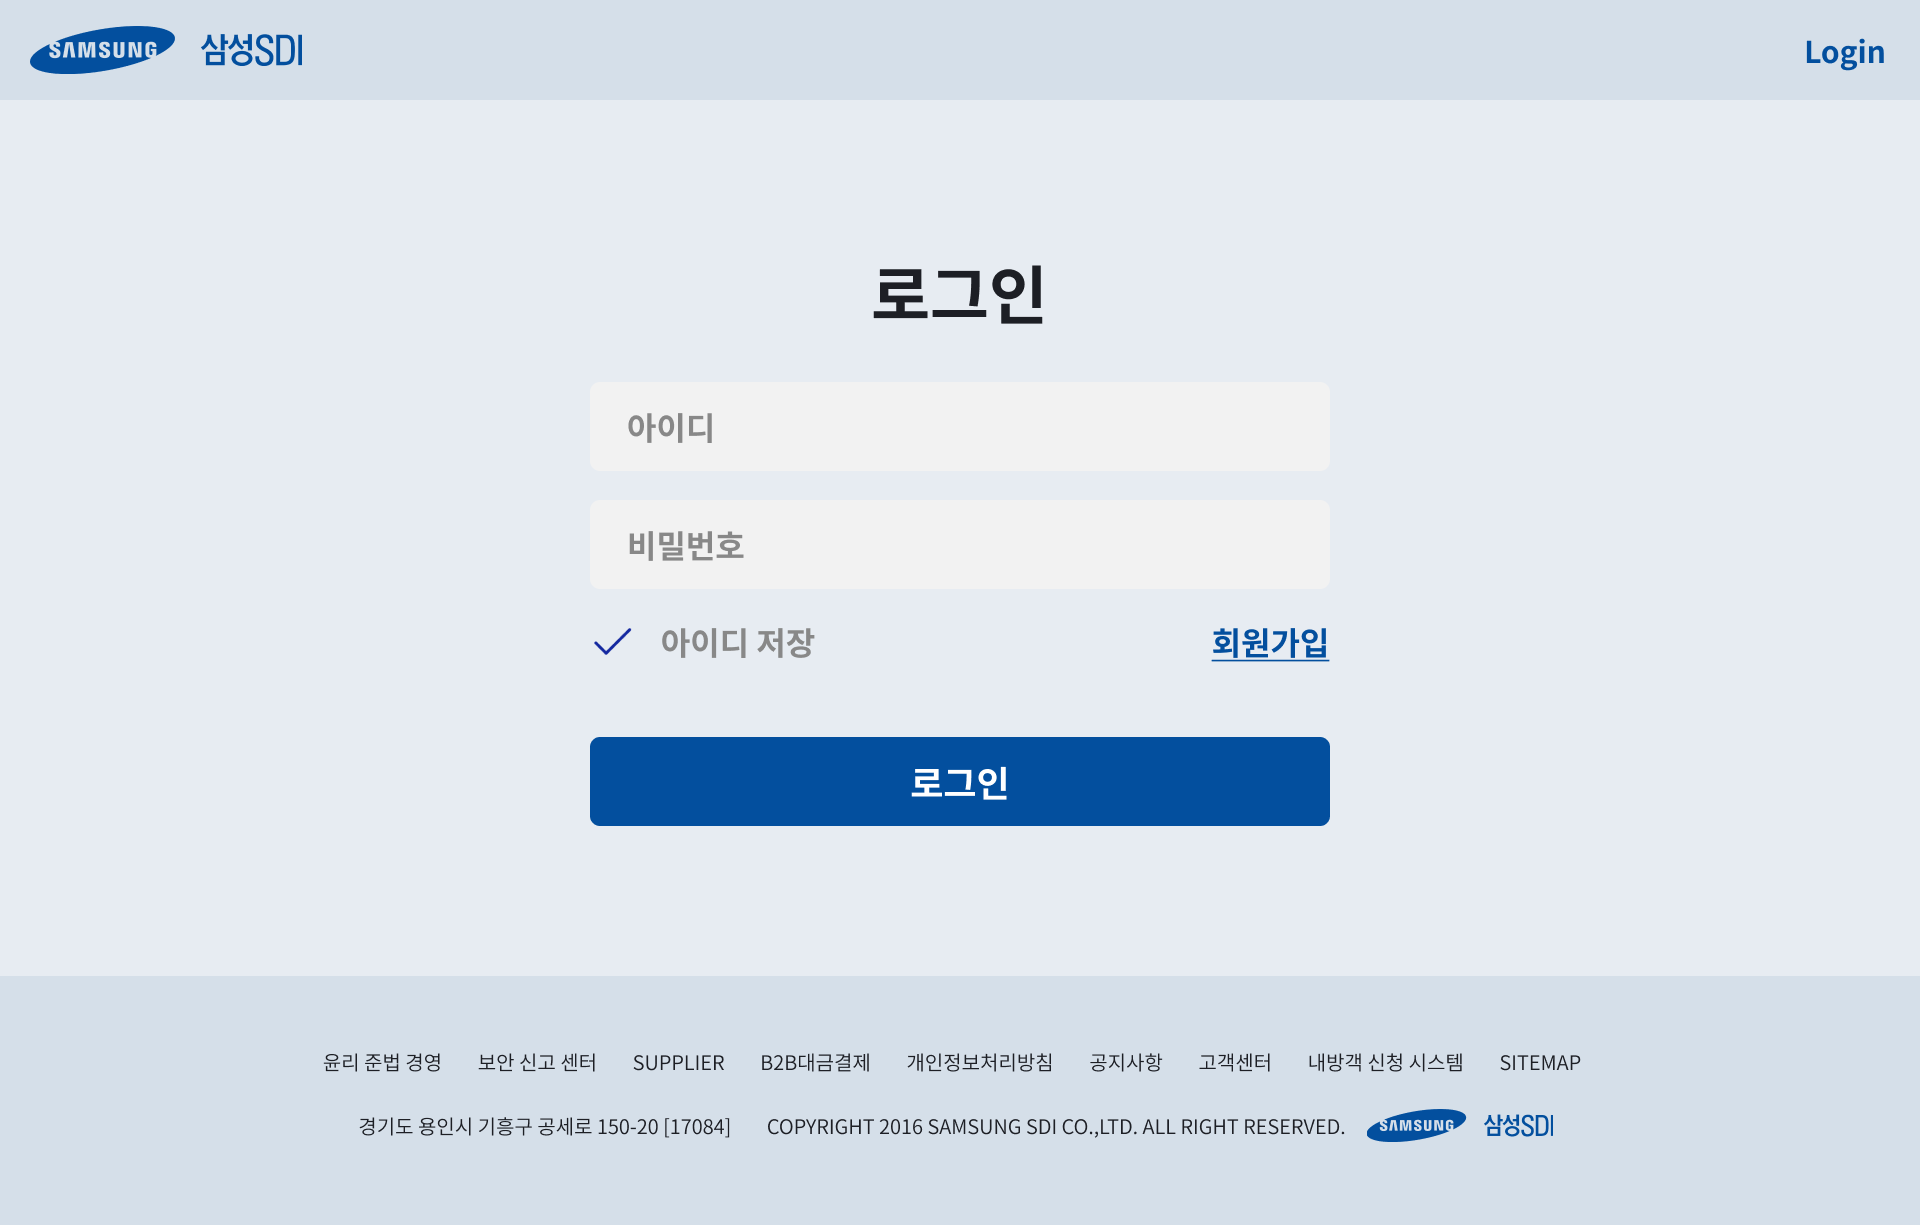 SAMSUNG 삼성SDI Login
로그인
아이디
비밀번호
아이디 저장 회원가입
로그인
윤리 준법 경영 보안 신고 센터 SUPPLIER B2B대금결제 개인정보처리방침 공지사항 고객센터 내방객 신청 시스템 SITEMAP
경기도 용인시 기흥구 공세로 150-20 [17084] COPYRIGHT 2016 SAMSUNG SDI CO.,LTD. ALL RIGHT RESERVED. SAMSUNG 삼성SDI